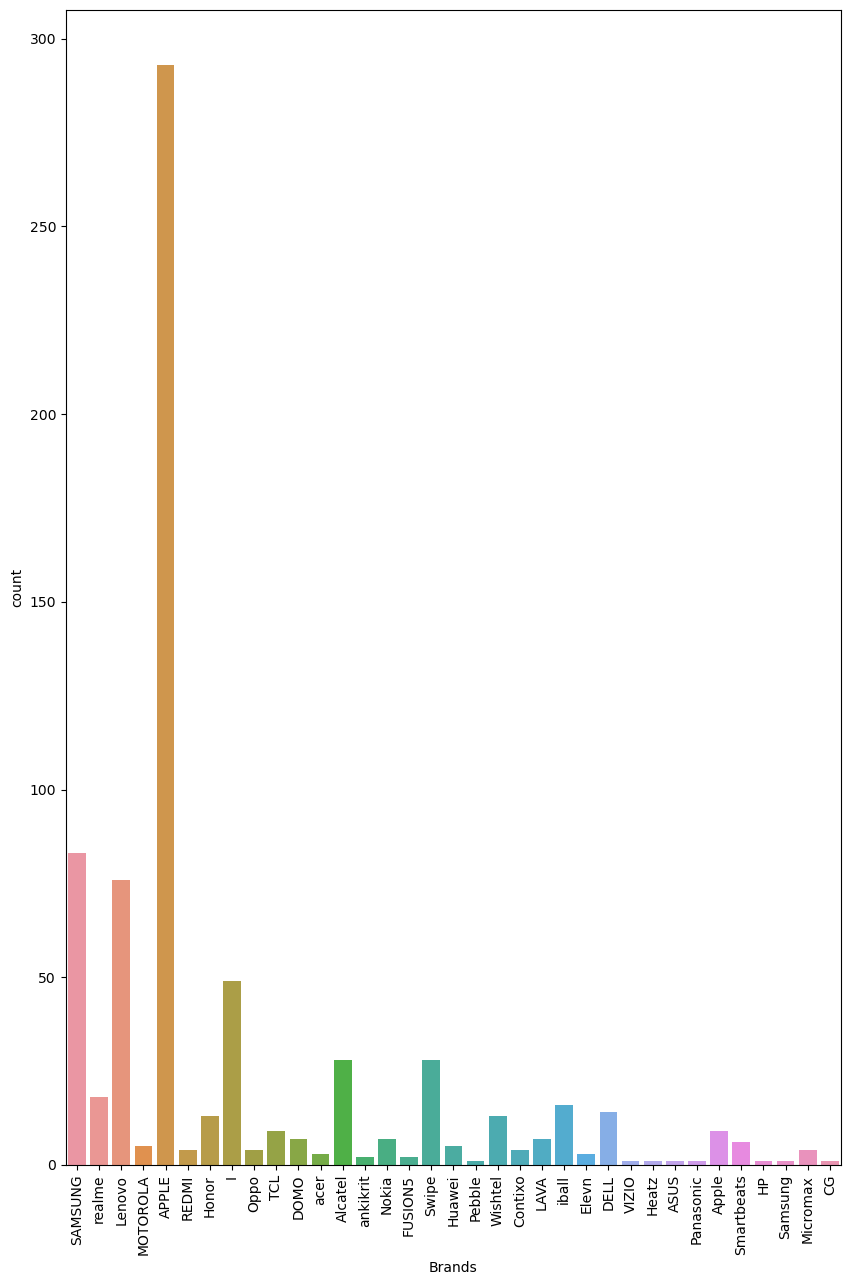 300
250
200
150
100
50
0
count
SAMSUNG
realme
Lenovo
MOTOROLA
APPLE
REDMI
Honor
I
Oppo
TCL
DOMO
acer
Alcatel
ankikrit
Nokia
FUSION5
Swipe
Huawei
Pebble
Wishtel
Contixo
LAVA
iball
Elevn
DELL
VIZIO
Heatz
ASUS
Panasonic
Apple
Smartbeats
HP
Samsung
Micromax
CG
Brands